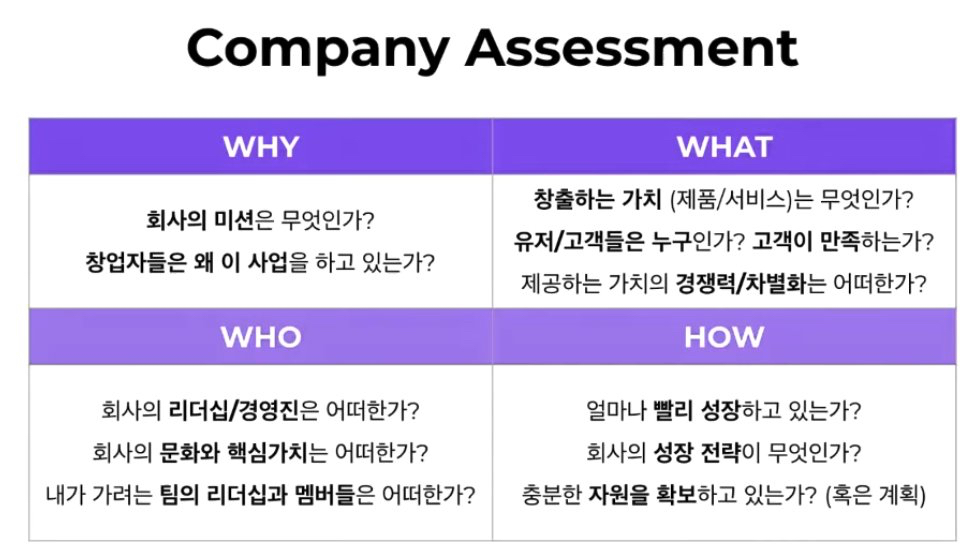 Company Assessment
WHY
회사의 미션은 무엇인가?
창업자들은 왜 이 사업을 하고 있는가?
WHAT
창출하는 가치 (제품/서비스)는 무엇인가?
유저/고객들은 누구인가? 고객이 만족하는가?
제공하는 가치의 경쟁력/차별화는 어떠한가?
WHO
회사의 리더십/경영진은 어떠한가?
회사의 문화와 핵심가치는 어떠한가?
내가 가려는 팀의 리더십과 멤버들은 어떠한가?
HOW
얼마나 빨리 성장하고 있는가?
회사의 성장 전략이 무엇인가?
충분한 자원을 확보하고 있는가? (혹은 계획)